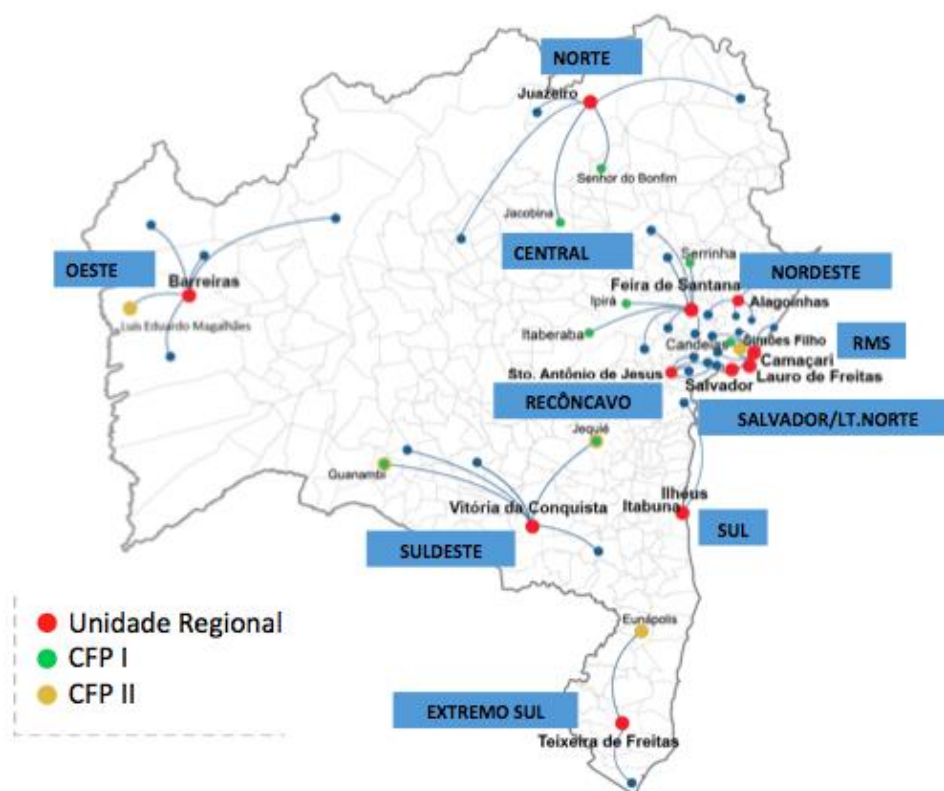 NORTE
Juazeiro
Senhor do Bonfim
Jacobina
CENTRAL
Serrinha
OESTE
Barreiras
NORDESTE
Feira de Santana
Alagoinhas
Ipirá
Luís Eduardo Magalhães
Itaberaba
Candeias
Simões Filho
RMS
Camaçari
Sto. Antônio de Jesus
Lauro de Freitas
Salvador
RECÔNCAVO
SALVADOR/LT.NORTE
Jequié
Guanambi
Ilheus
Vitória da Conquista
Itabuna
SUL
SULDESTE
Unidade Regional
CFP I
CFP II
Eunápolis
EXTREMO SUL
Teixeira de Freitas